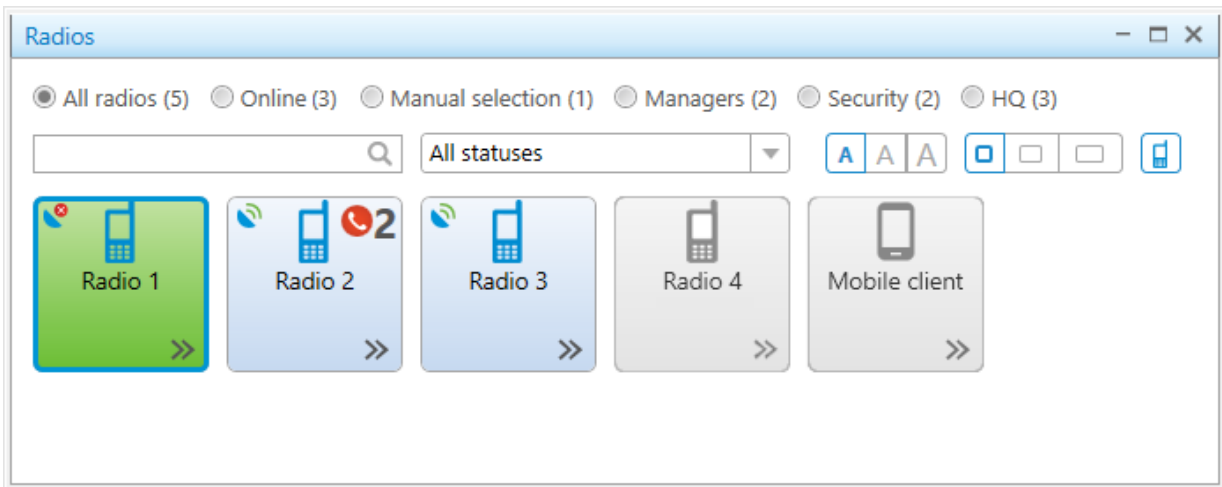 Radios
All radios (5) Online (3) Manual selection (1) Managers (2) Security (2) HQ (3)
All statuses A A A
2
Radio 1 Radio 2 Radio 3 Radio 4 Mobile client